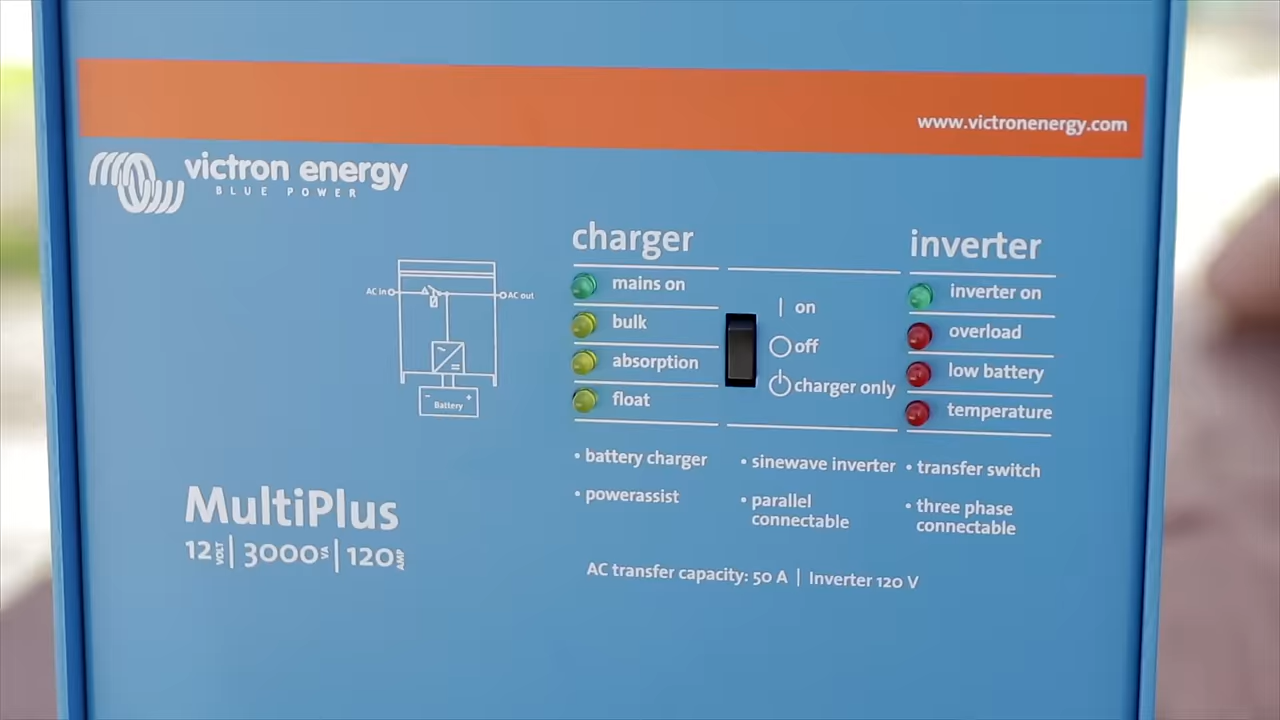 www.victronenergy.com
victron energy
BLUE POWER
charger
inverter
mains on
bulk
absorption
float
| on
off
charger only
inverter on
overload
low battery
temperature
AC in
AC out
- +
Battery
• battery charger
• powerassist
• sinewave inverter
• parallel
connectable
• transfer switch
• three phase
connectable
MultiPlus
12 VOLT | 3000 VA | 120 AMP
AC transfer capacity: 50 A | Inverter 120 V